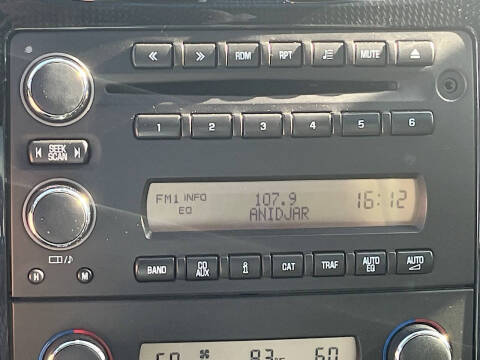 « » RDM RPT MUTE
1 2 3 4 5 6
SEEK
SCAN
FM1 INFO 107.9 16:12
EQ ANIDJAR
H M
BAND CD AUX i CAT TRAF AUTO EQ AUTO
60